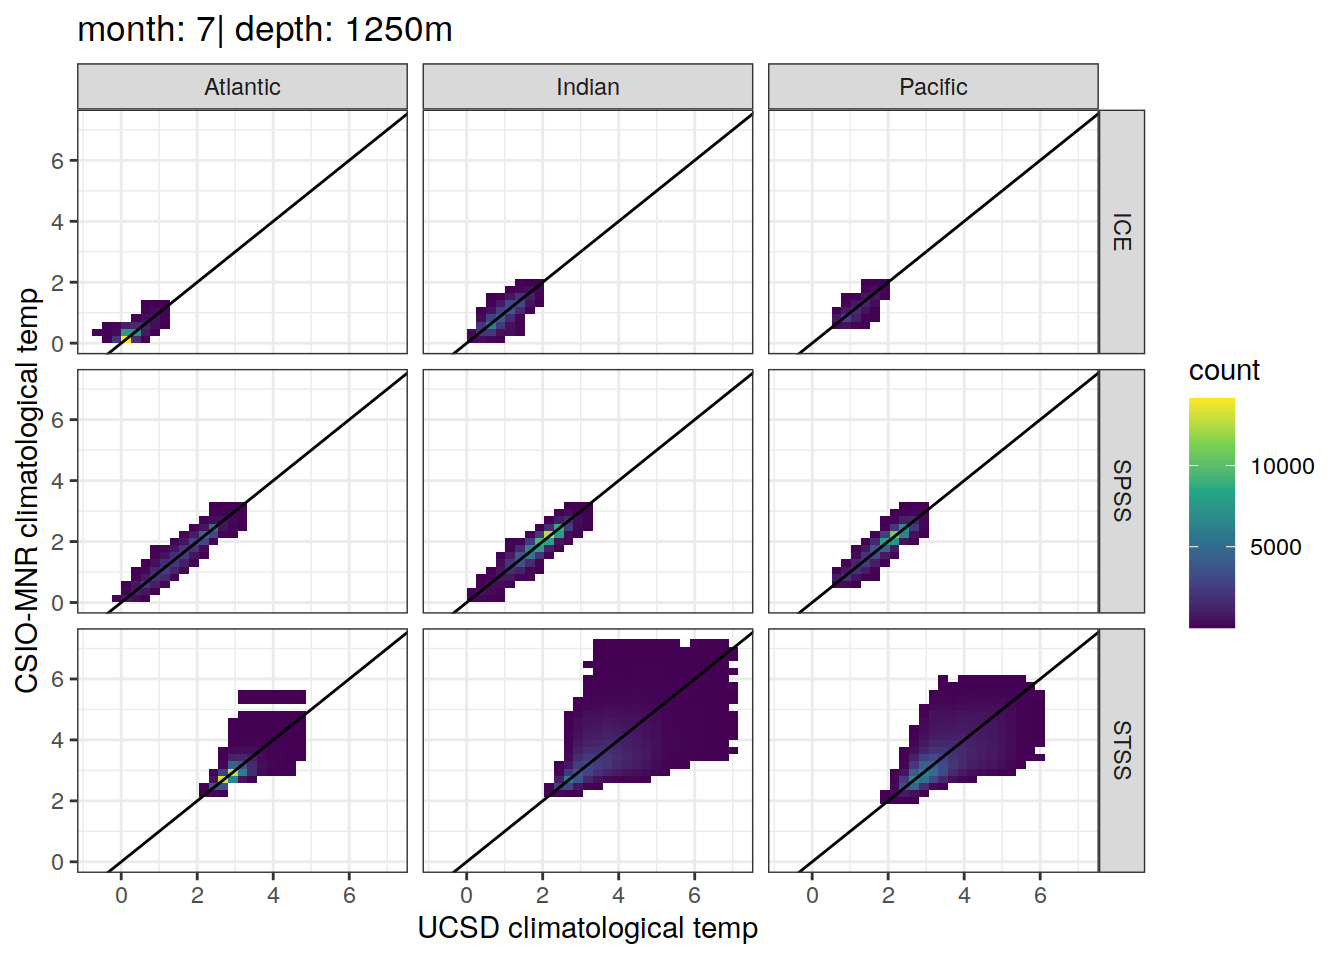 month: 7| depth: 1250m
Atlantic
Indian
Pacific
6
4
2
0
ICE
6
4
2
0
SPSS
6
4
2
0
STSS
0 2 4 6
0 2 4 6
0 2 4 6
UCSD climatological temp
CSIO-MNR climatological temp
count
10000
5000